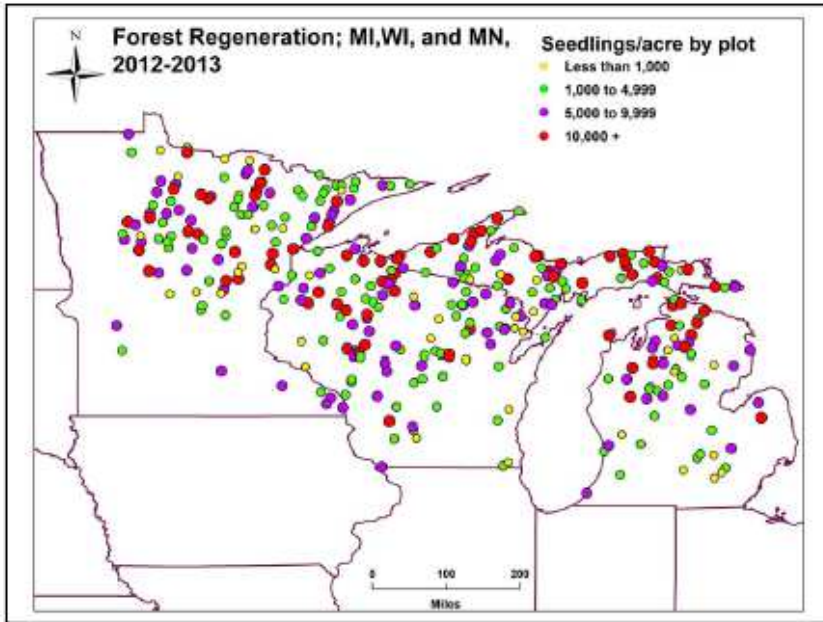 N
Forest Regeneration; MI,WI, and MN,
2012-2013
Seedlings/acre by plot
Less than 1,000
1,000 to 4,999
5,000 to 9,999
10,000 +
0 100 200
Miles